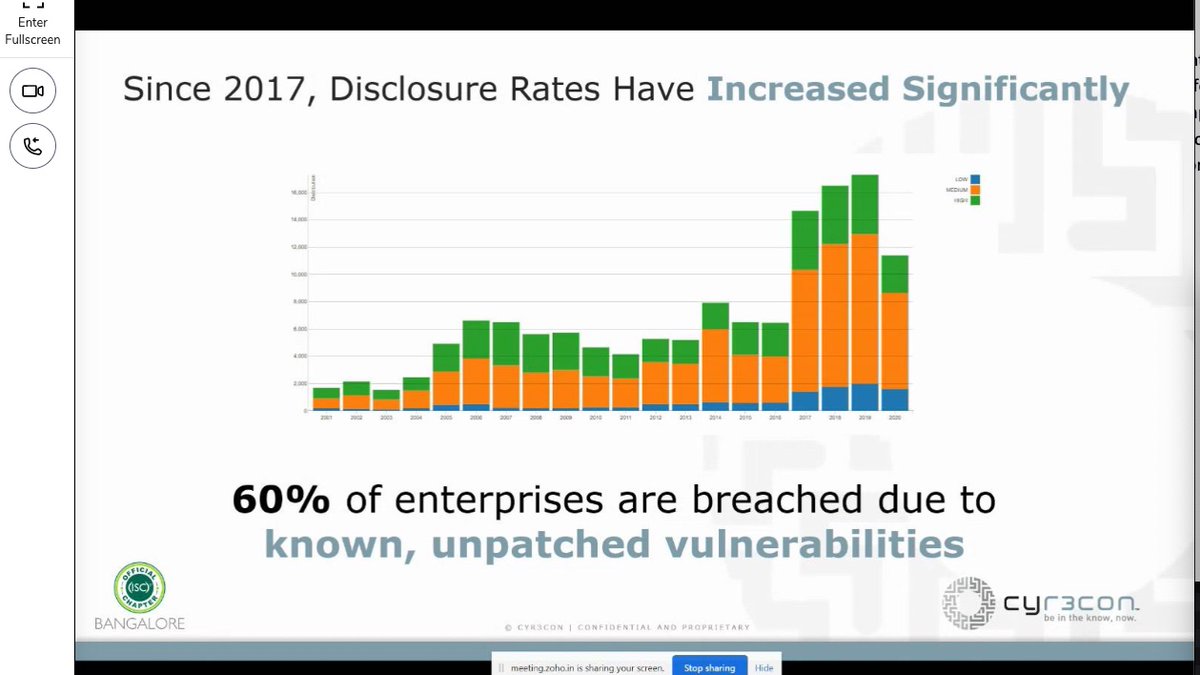 Enter
Fullscreen
Since 2017, Disclosure Rates Have Increased Significantly
16,000
14,000
12,000
10,000
8,000
6,000
4,000
2,000
0
2001 2002 2003 2004 2005 2006 2007 2008 2009 2010 2011 2012 2013 2014 2015 2016 2017 2018 2019 2020
LOW
MEDIUM
HIGH
60% of enterprises are breached due to
known, unpatched vulnerabilities
OFFICIAL
(ISC)
CHAPTER
BANGALORE
© CYR3CON | CONFIDENTIAL AND PROPRIETARY
cyr3con.
be in the know, now.
meeting.zoho.in is sharing your screen. Stop sharing Hide